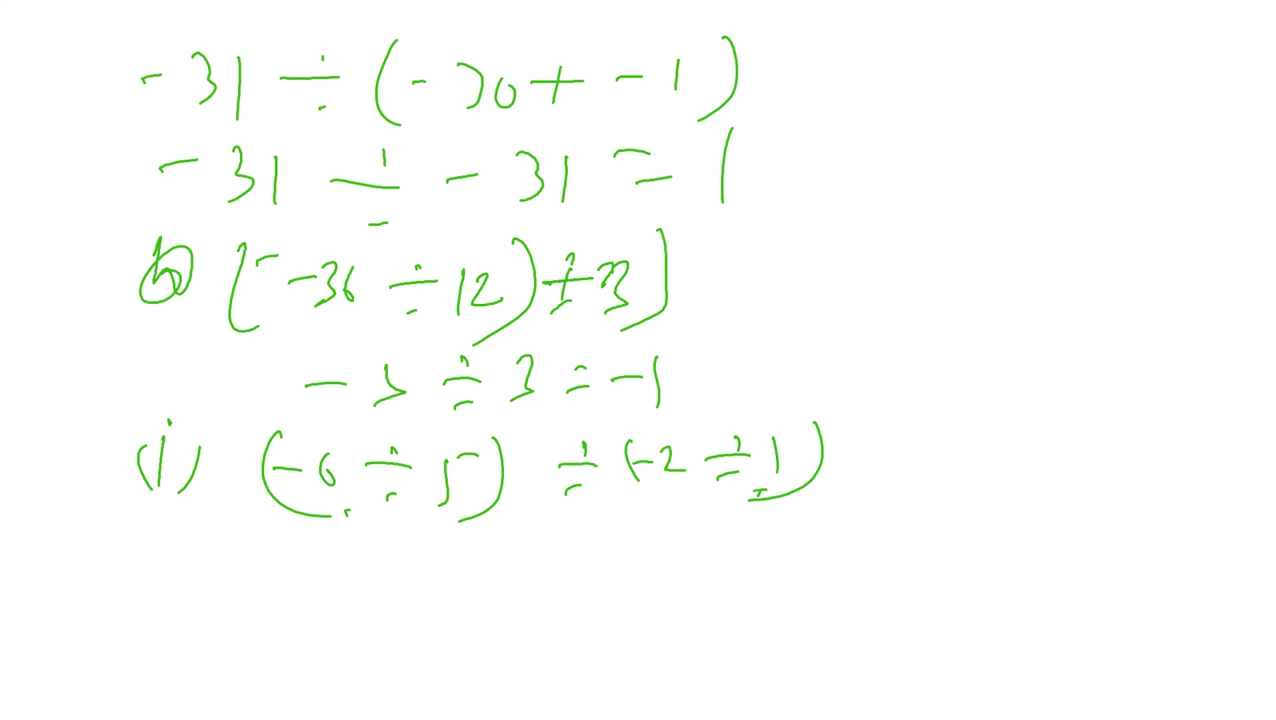 - 31 ÷ (- 30 + - 1)
- 31 ÷ - 31 = 1
(h) [- -36 ÷ 12) ÷ 3]
- 3 ÷ 3 = - 1
(i) (- 6 ÷ 5) ÷ (-2 ÷ 1)